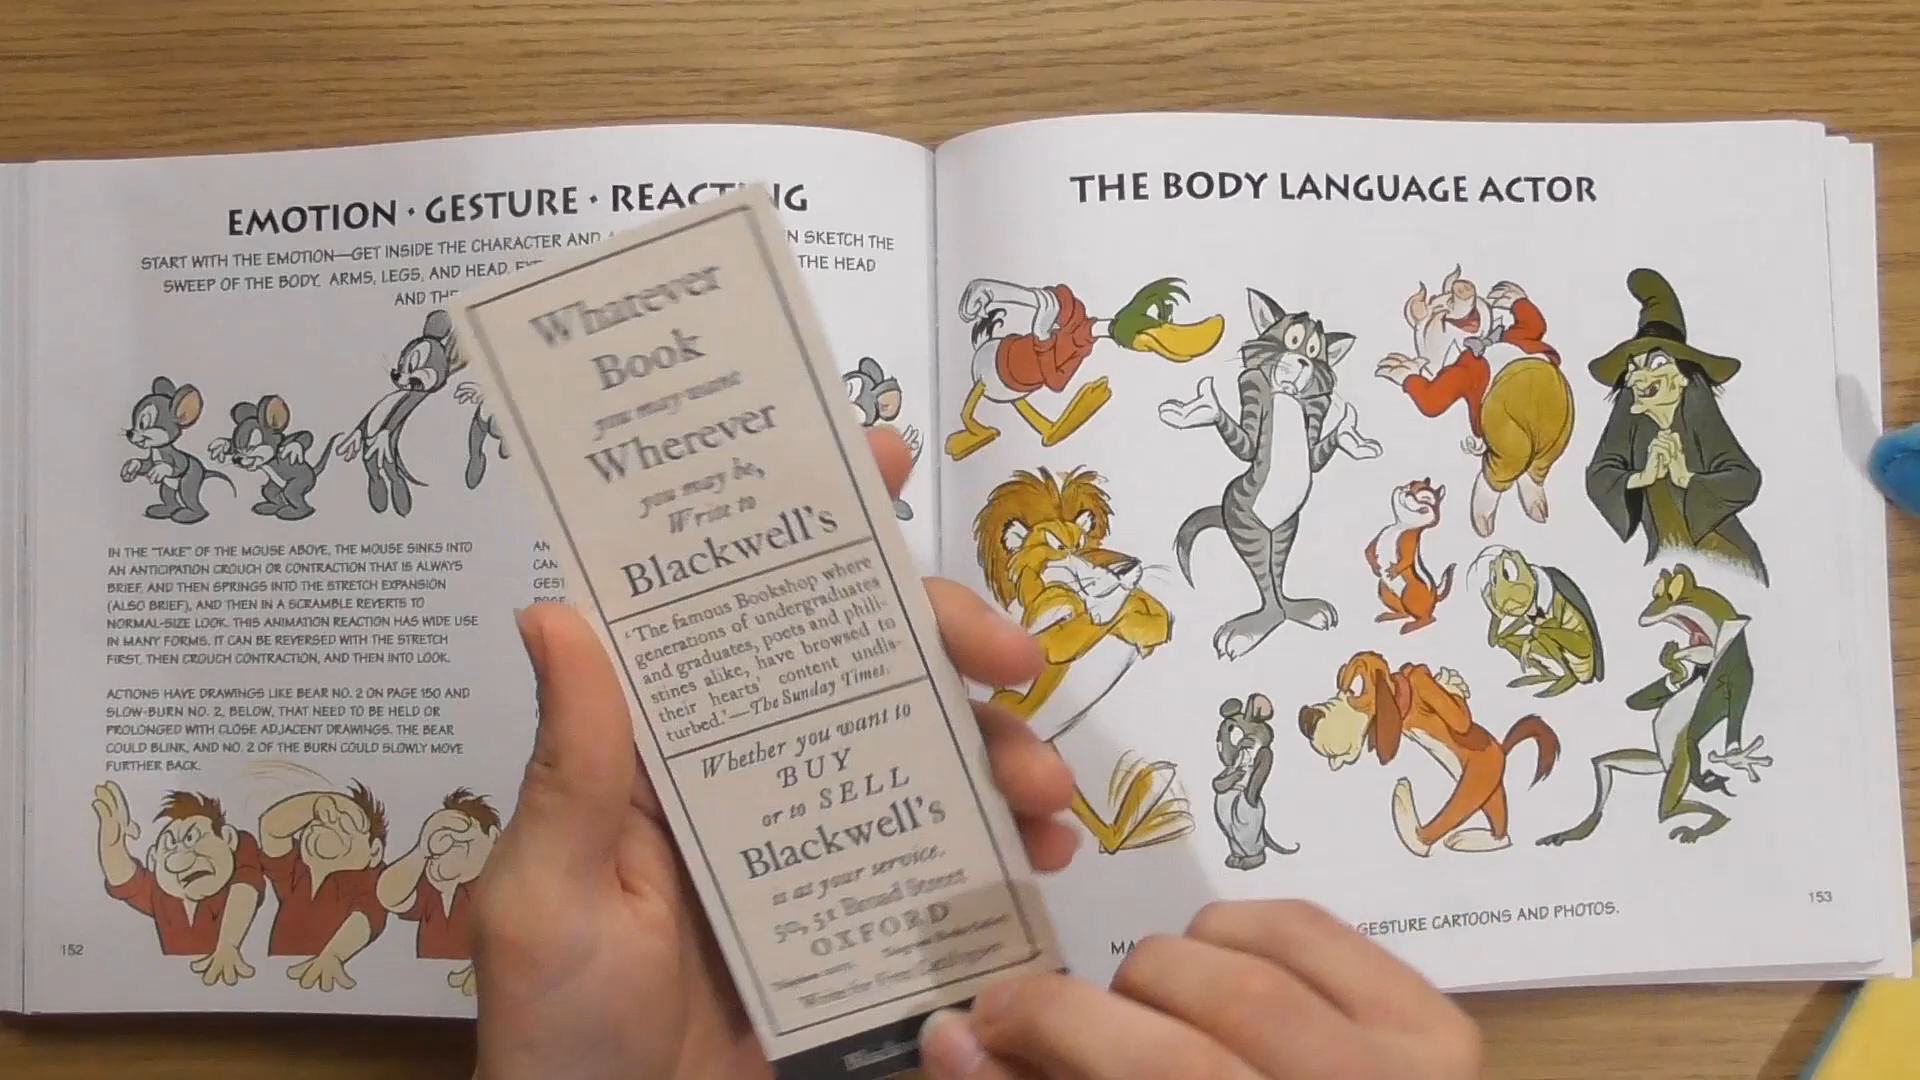 EMOTION · GESTURE · REACTING
START WITH THE EMOTION—GET INSIDE THE CHARACTER AND
N SKETCH THE
SWEEP OF THE BODY, ARMS, LEGS, AND HEAD.
THE HEAD
AND THE
IN THE "TAKE" OF THE MOUSE ABOVE, THE MOUSE SINKS INTO
AN ANTICIPATION CROUCH OR CONTRACTION THAT IS ALWAYS
BRIEF, AND THEN SPRINGS INTO THE STRETCH EXPANSION
(ALSO BRIEF), AND THEN IN A SCRAMBLE REVERTS TO
NORMAL-SIZE LOOK. THIS ANIMATION REACTION HAS WIDE USE
IN MANY FORMS. IT CAN BE REVERSED WITH THE STRETCH
FIRST, THEN CROUCH CONTRACTION, AND THEN INTO LOOK.
ACTIONS HAVE DRAWINGS LIKE BEAR NO. 2 ON PAGE 150 AND
SLOW-BURN NO. 2, BELOW, THAT NEED TO BE HELD OR
PROLONGED WITH CLOSE ADJACENT DRAWINGS. THE BEAR
COULD BLINK, AND NO. 2 OF THE BURN COULD SLOWLY MOVE
FURTHER BACK.
AN
CAN
GEST
152
Whatever
Book
you may want
Wherever
you may be,
Write to
Blackwell's
'The famous Bookshop where
generations of undergraduates
and graduates, poets and phili-
stines alike, have browsed to
their hearts' content undis-
turbed.'—The Sunday Times.
Whether you want to
BUY
or to SELL
Blackwell's
is at your service.
50, 51 Broad Street
OXFORD
THE BODY LANGUAGE ACTOR
GESTURE CARTOONS AND PHOTOS.
153